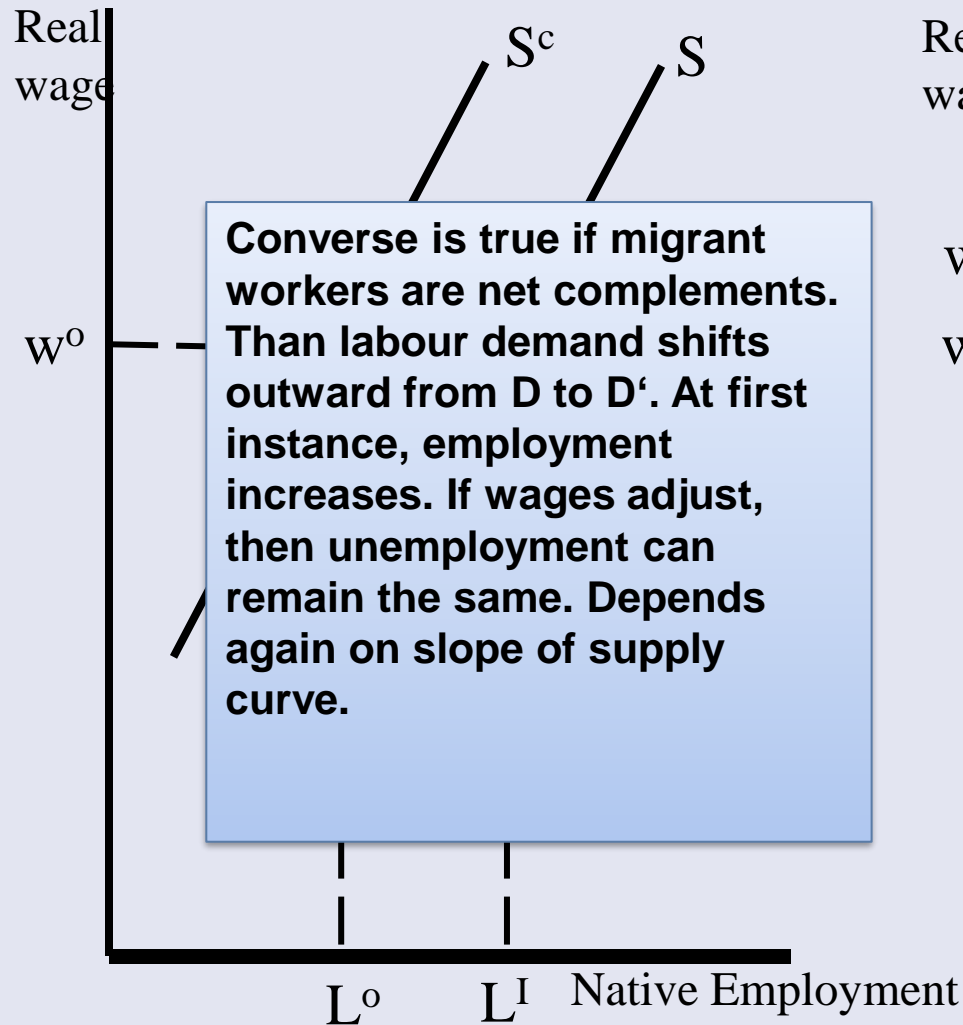 Real
wage
S^c
S
Re
wa
w^o
w
w
Converse is true if migrant
workers are net complements.
Than labour demand shifts
outward from D to D‘. At first
instance, employment
increases. If wages adjust,
then unemployment can
remain the same. Depends
again on slope of supply
curve.
L^o
L^I
Native Employment